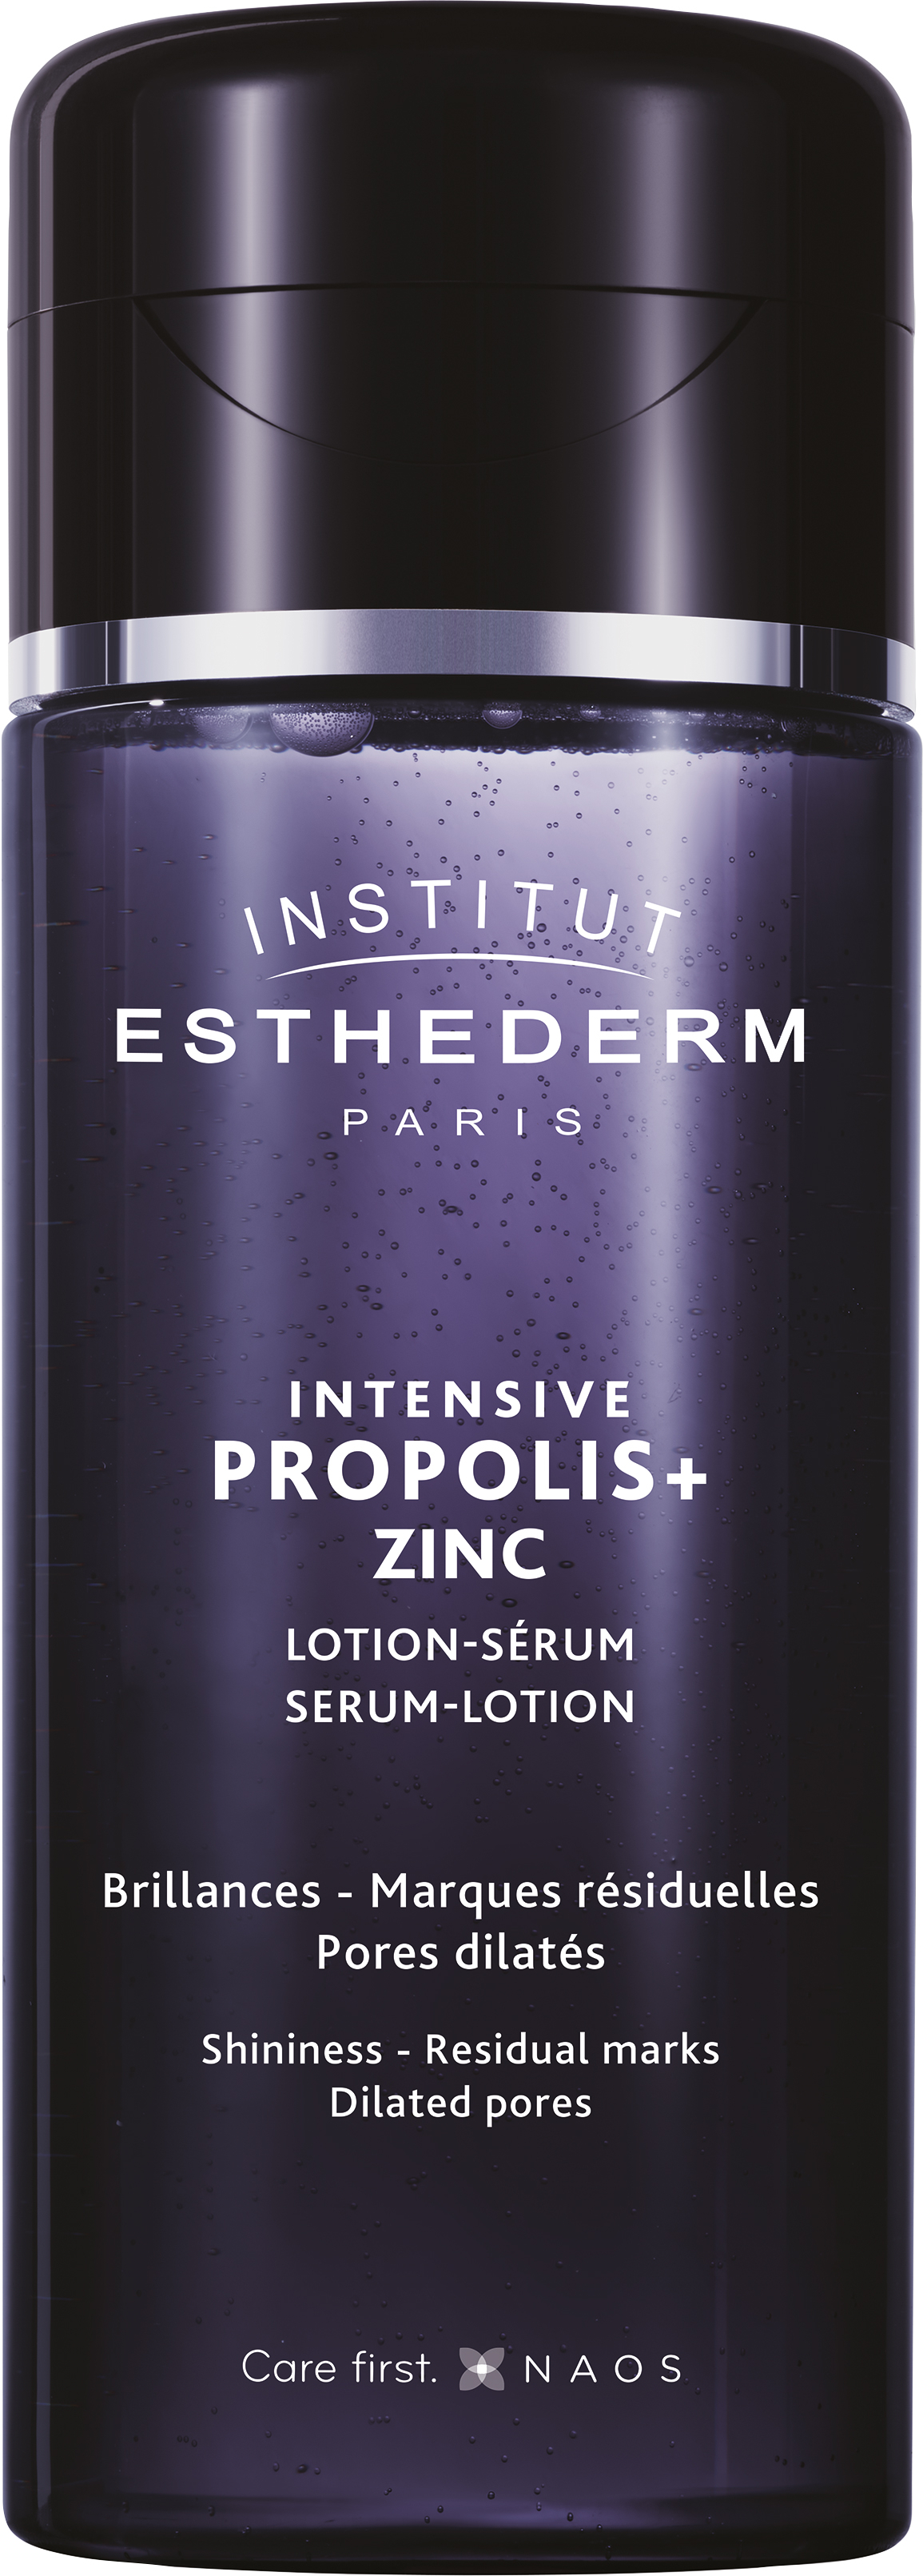 INSTITUT
ESTHEDERM
PARIS
INTENSIVE
PROPOLIS+
ZINC
LOTION-SÉRUM
SERUM-LOTION
Brillances - Marques résiduelles
Pores dilatés
Shininess - Residual marks
Dilated pores
Care first. NAOS